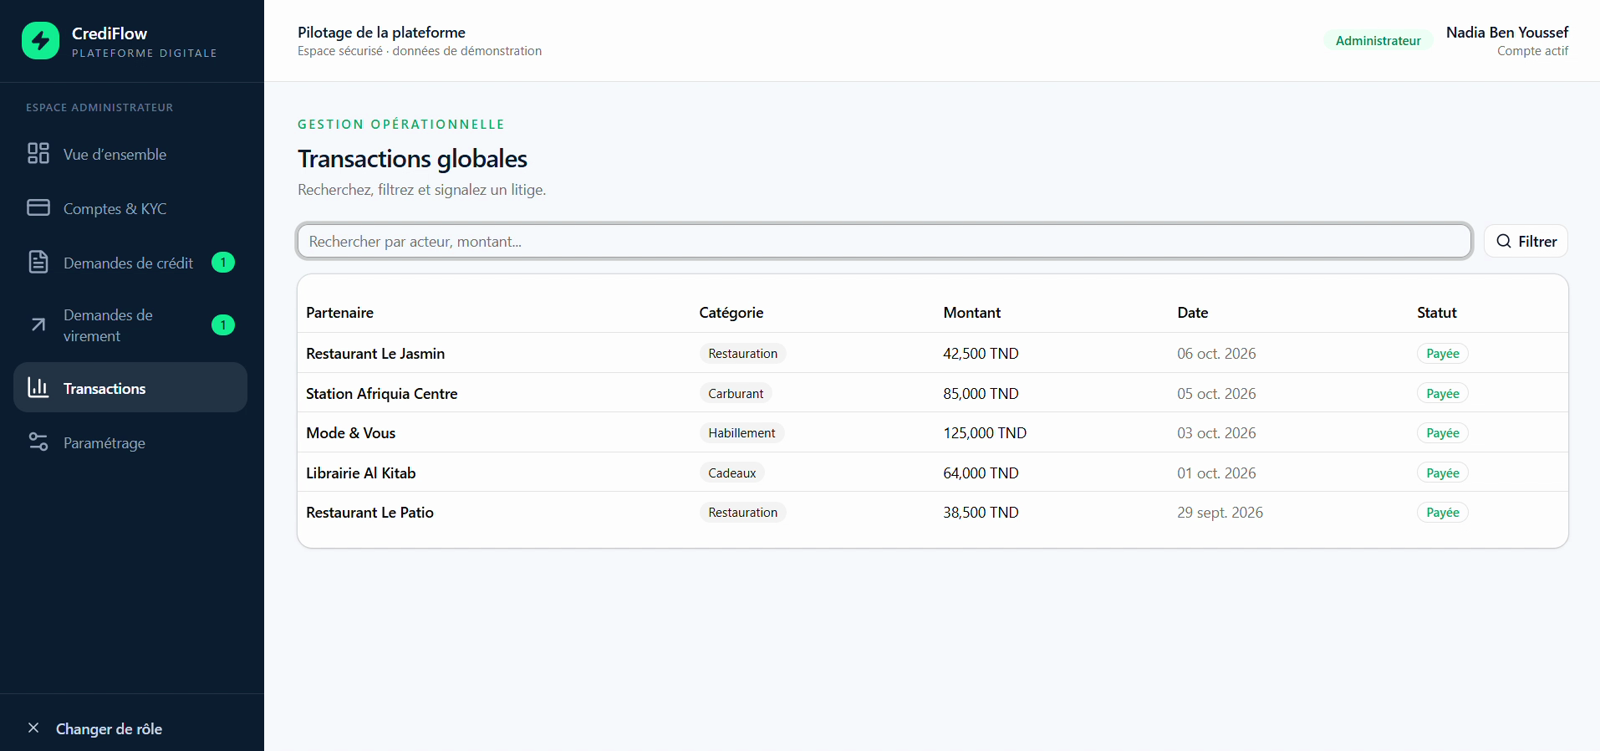 CrediFlow
PLATEFORME DIGITALE
ESPACE ADMINISTRATEUR
Vue d'ensemble
Comptes & KYC
Demandes de crédit 1
Demandes de
virement 1
Transactions
Paramétrage
Changer de rôle
Pilotage de la plateforme
Espace sécurisé · données de démonstration
Administrateur
Nadia Ben Youssef
Compte actif
GESTION OPÉRATIONNELLE
Transactions globales
Recherchez, filtrez et signalez un litige.
Rechercher par acteur, montant...
Filtrer
Partenaire Catégorie Montant Date Statut
Restaurant Le Jasmin Restauration 42,500 TND 06 oct. 2026 Payée
Station Afriquia Centre Carburant 85,000 TND 05 oct. 2026 Payée
Mode & Vous Habillement 125,000 TND 03 oct. 2026 Payée
Librairie Al Kitab Cadeaux 64,000 TND 01 oct. 2026 Payée
Restaurant Le Patio Restauration 38,500 TND 29 sept. 2026 Payée